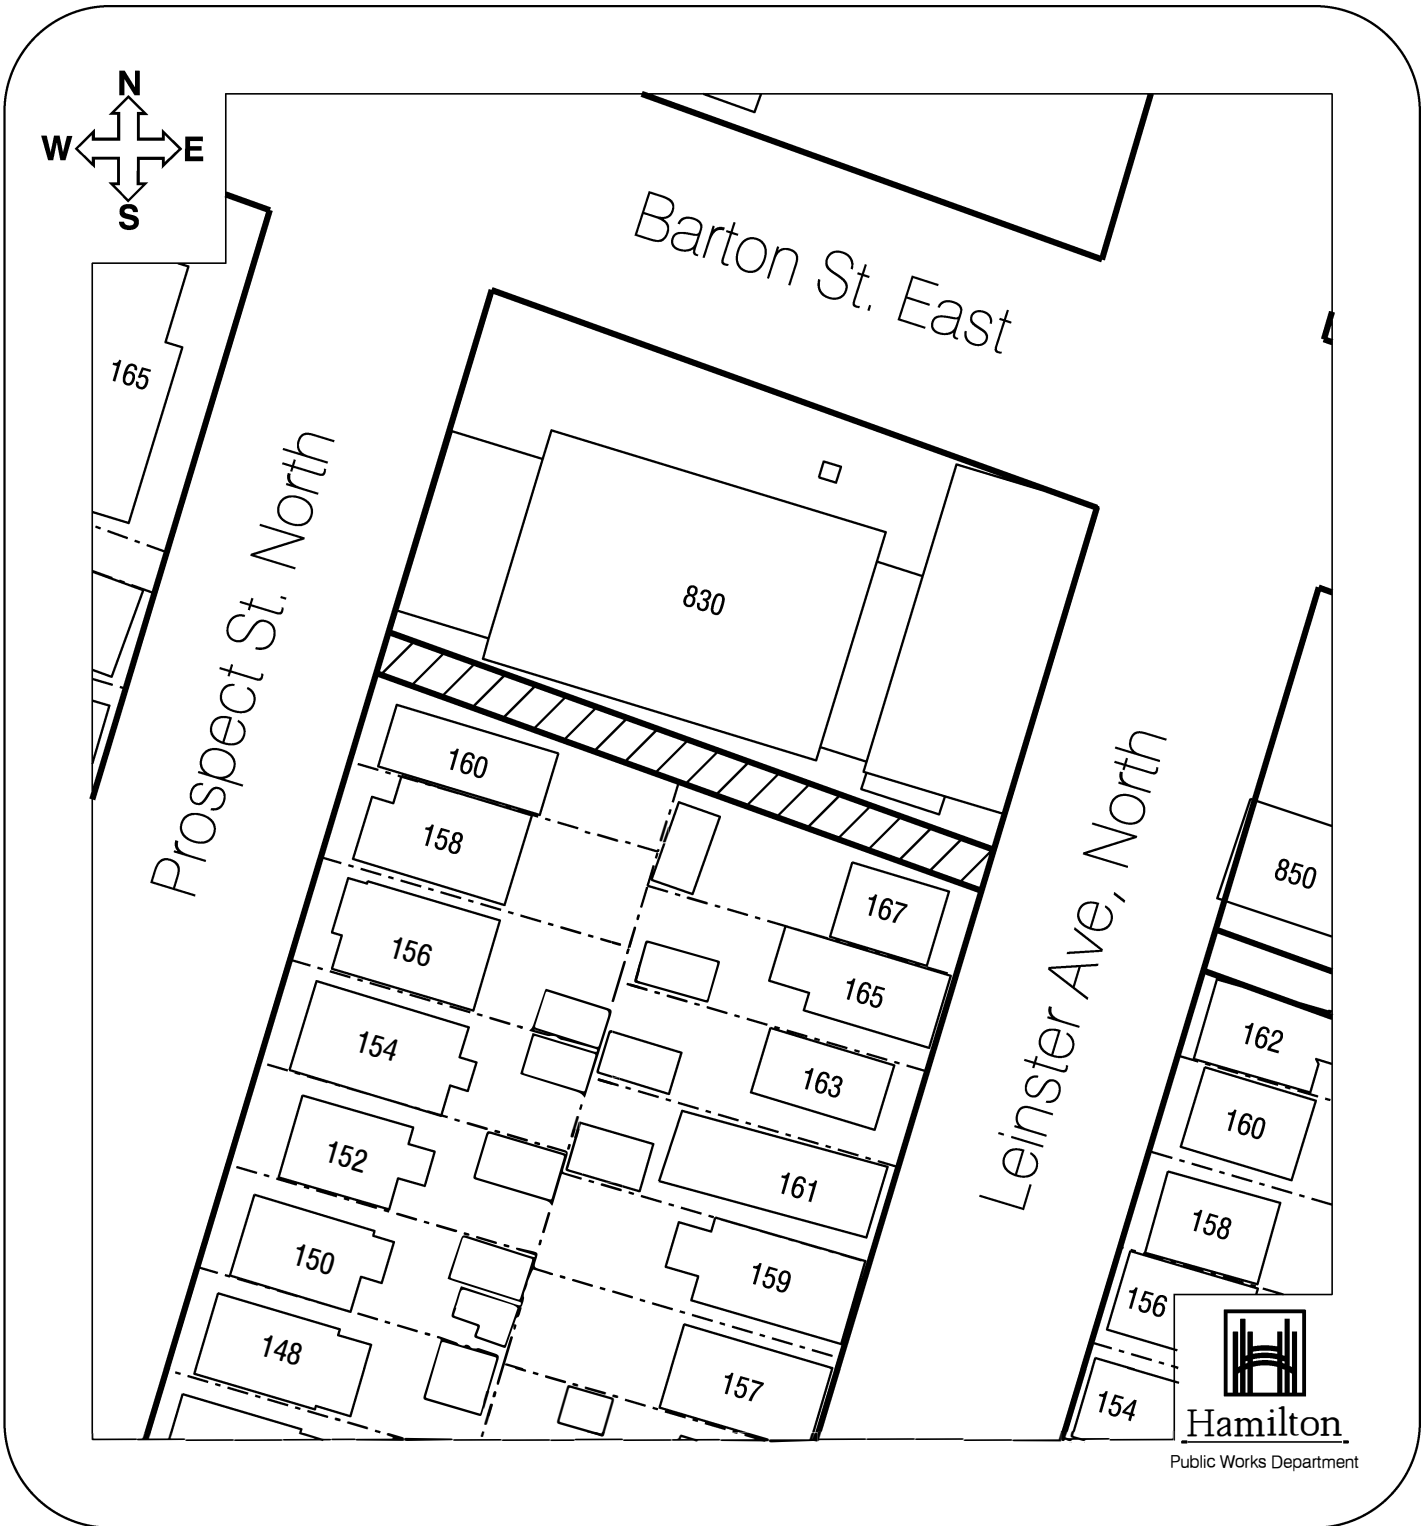 N
W E
S
Barton St. East
165
Prospect St. North
830
160
158
156
154
152
150
148
167
165
163
161
159
157
Leinster Ave, North
850
162
160
158
156
154
Hamilton
Public Works Department